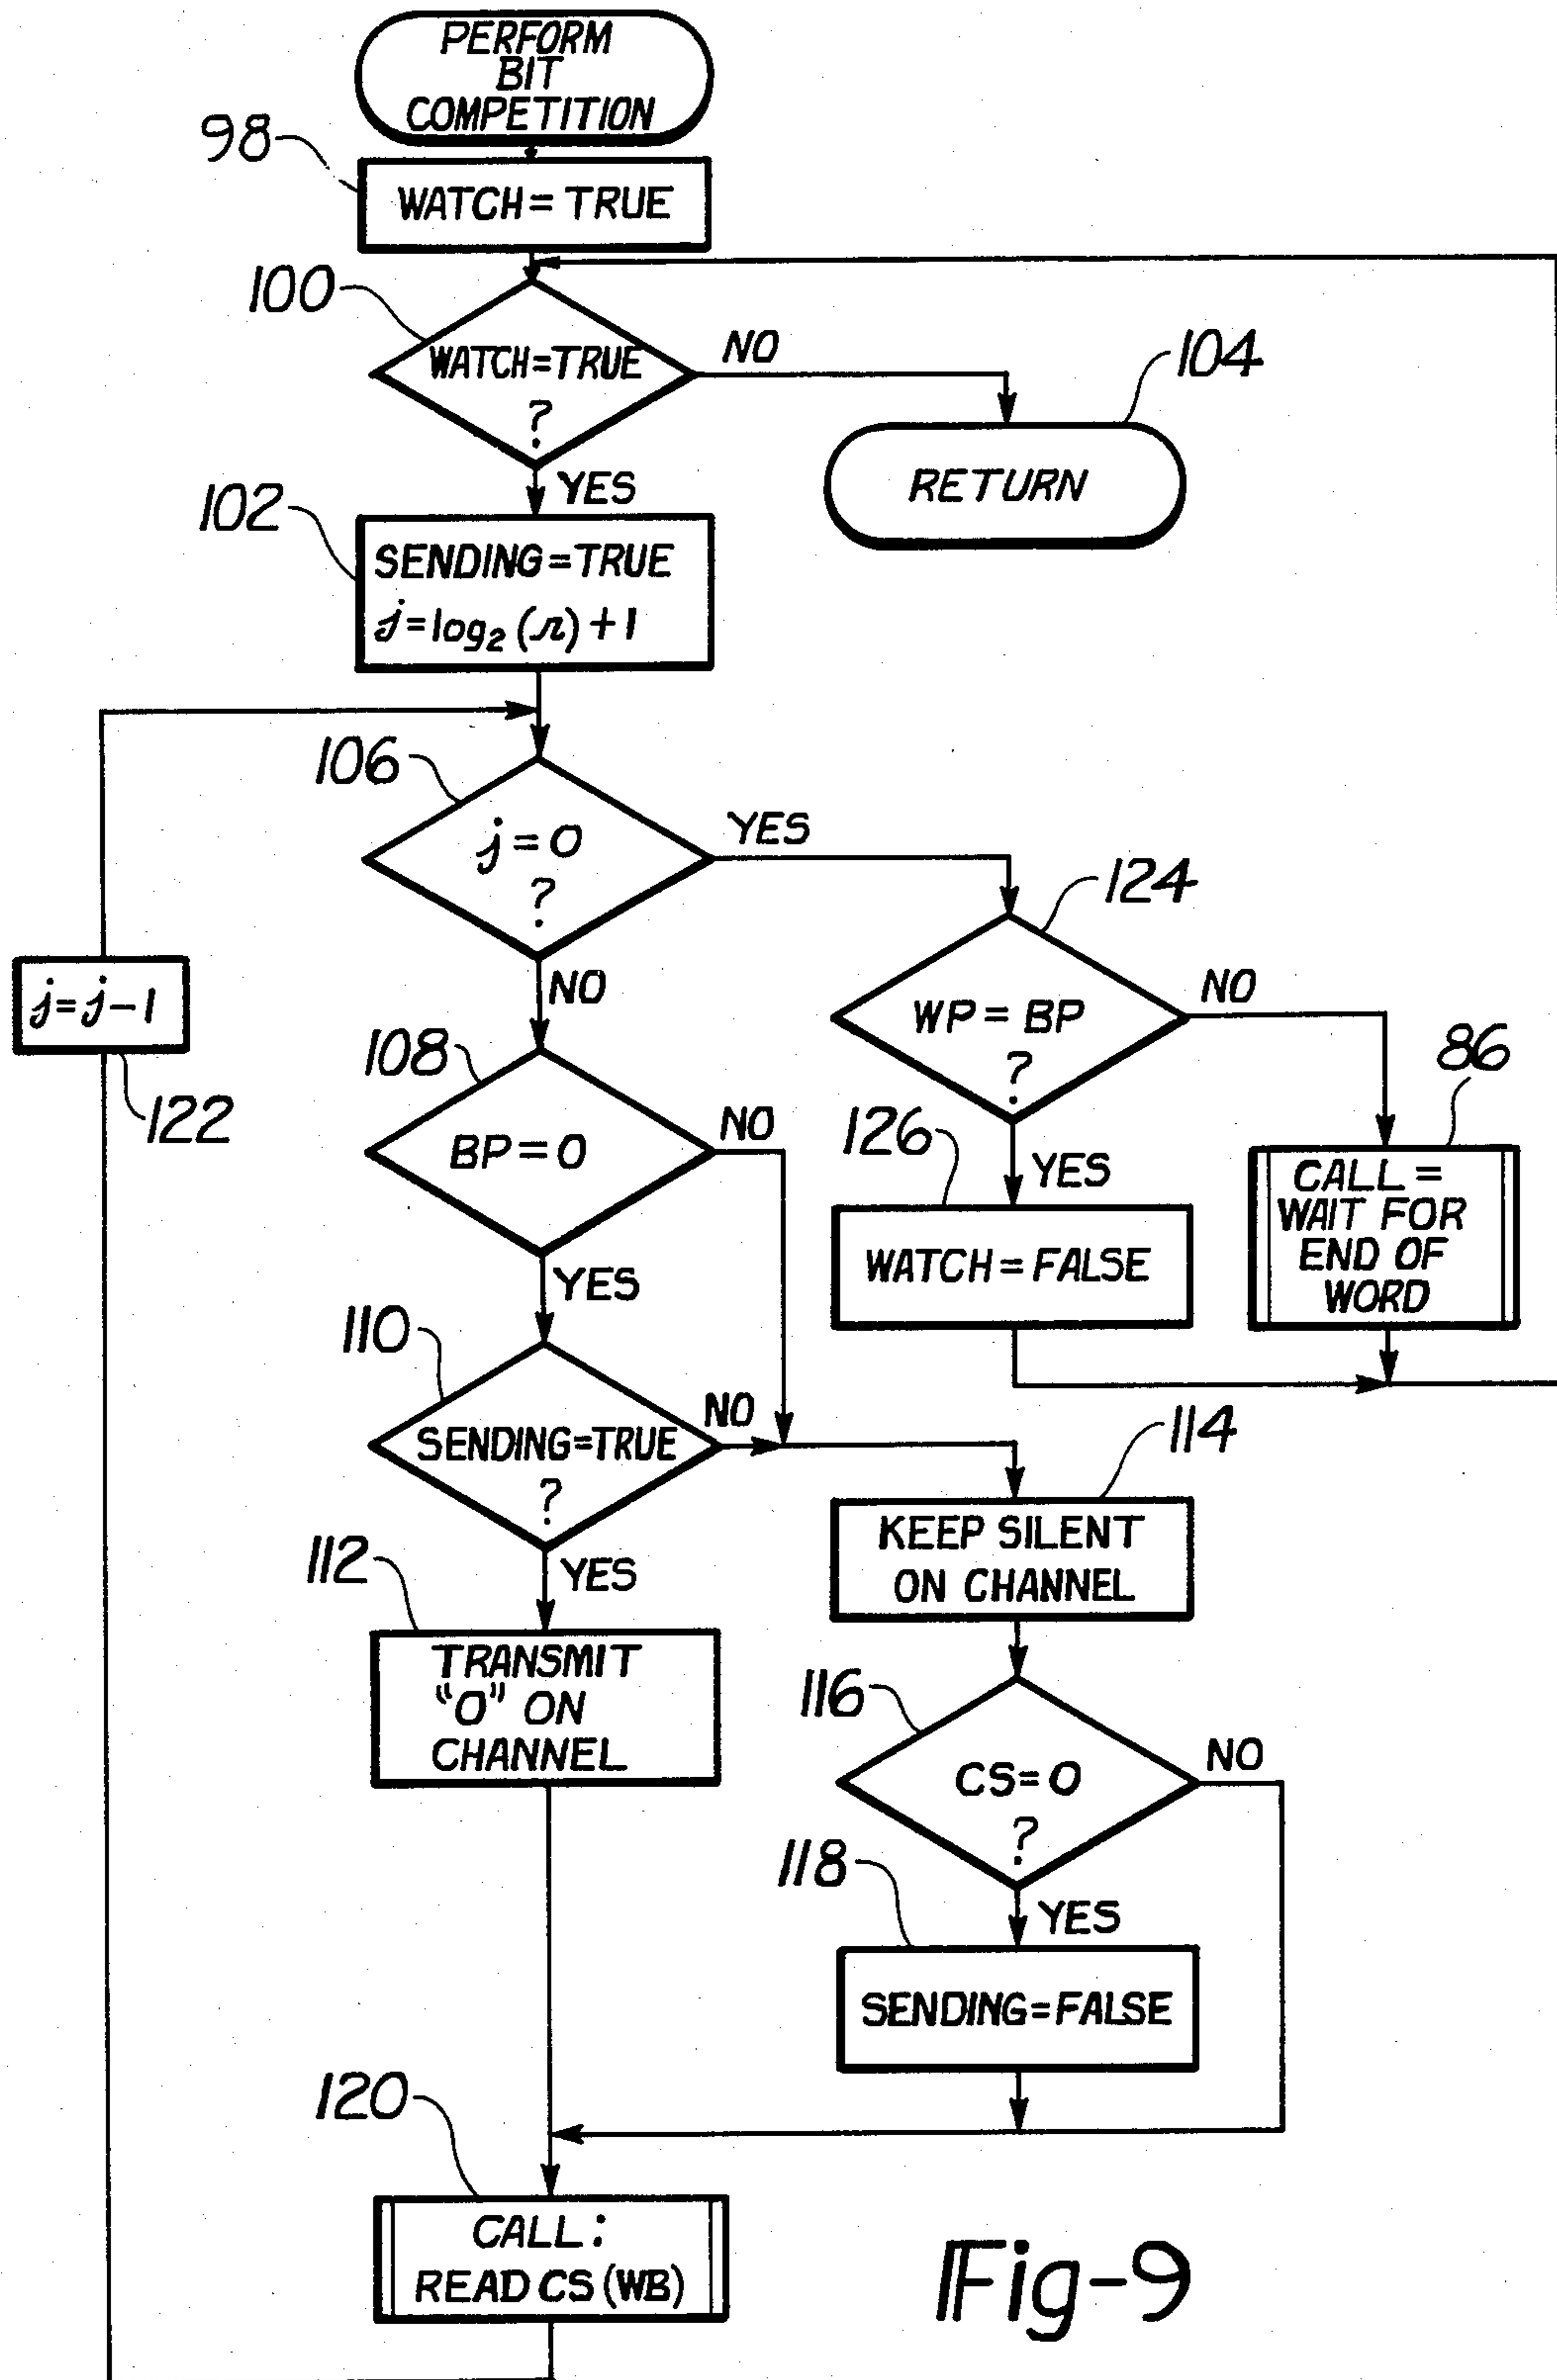 PERFORM
BIT
COMPETITION
98
WATCH = TRUE
100
WATCH=TRUE
?
NO
104
RETURN
YES
102
SENDING=TRUE
j=log₂(n)+1
106
j=0
?
YES
124
NO
WP = BP
?
NO
j=j-1
122
108
86
BP=0
NO
126
YES
CALL =
WAIT FOR
END OF
WORD
WATCH=FALSE
YES
110
SENDING=TRUE
?
NO
114
KEEP SILENT
ON CHANNEL
112
YES
TRANSMIT
"0" ON
CHANNEL
116
CS=0
?
NO
118
YES
SENDING=FALSE
120
CALL:
READ CS (WB)
Fig-9